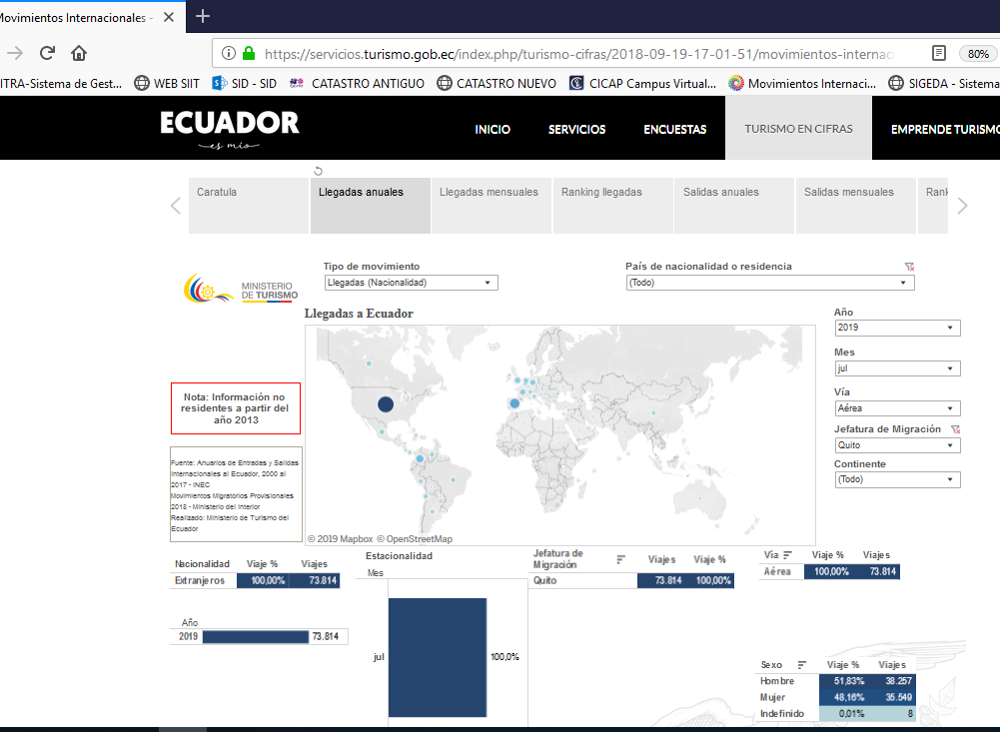 Movimientos Internacionales -
https://servicios.turismo.gob.ec/index.php/turismo-cifras/2018-09-19-17-01-51/movimientos-internac
80%
ITRA-Sistema de Gest...
WEB SIIT
SID - SID
CATASTRO ANTIGUO
CATASTRO NUEVO
CICAP Campus Virtual...
Movimientos Internaci...
SIGEDA - Sistema
ECUADOR
es mío
INICIO
SERVICIOS
ENCUESTAS
TURISMO EN CIFRAS
EMPRENDE TURISMO
Caratula
Llegadas anuales
Llegadas mensuales
Ranking llegadas
Salidas anuales
Salidas mensuales
Rank
MINISTERIO
DE TURISMO
Tipo de movimiento
Llegadas (Nacionalidad)
País de nacionalidad o residencia
(Todo)
Llegadas a Ecuador
Año
2019
Mes
jul
Vía
Aérea
Jefatura de Migración
Quito
Continente
(Todo)
Nota: Información no
residentes a partir del
año 2013
Fuente: Anuarios de Entradas y Salidas
Internacionales al Ecuador, 2000 al
2017 - INEC
Movimientos Migratorios Provisionales
2018 - Ministerio del Interior
Realizado: Ministerio de Turismo del
Ecuador
© 2019 Mapbox © OpenStreetMap
Nacionalidad Viaje % Viajes
Extranjeros 100,00% 73.814
Año
2019 73.814
Estacionalidad
Mes
jul 100,0%
Jefatura de
Migración Viajes Viaje %
Quito 73.814 100,00%
Vía Viaje % Viajes
Aérea 100,00% 73.814
Sexo Viaje % Viajes
Hombre 51,83% 38.257
Mujer 48,16% 35.549
Indefinido 0,01% 8